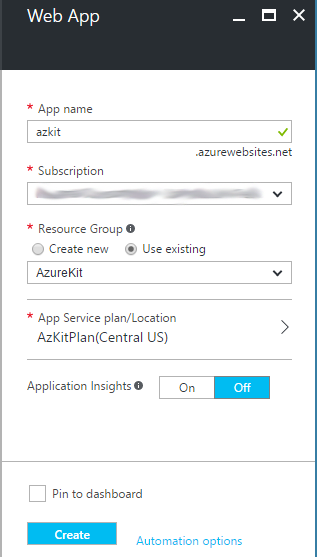 Web App
* App name
azkit
.azurewebsites.net
* Subscription
* Resource Group
Create new Use existing
AzureKit
* App Service plan/Location
AzKitPlan(Central US)
Application Insights On Off
Pin to dashboard
Create Automation options